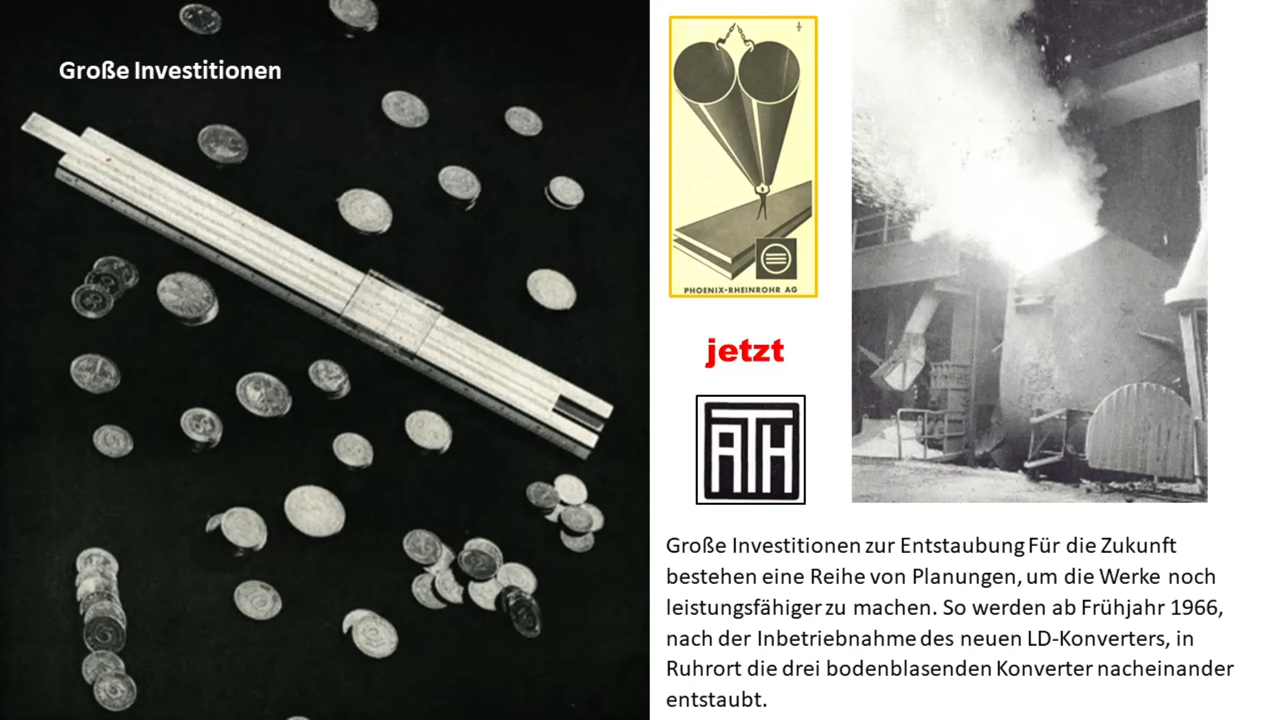 Große Investitionen
PHOENIX-RHEINROHR AG
jetzt
ATH
Große Investitionen zur Entstaubung Für die Zukunft
bestehen eine Reihe von Planungen, um die Werke noch
leistungsfähiger zu machen. So werden ab Frühjahr 1966,
nach der Inbetriebnahme des neuen LD-Konverters, in
Ruhrort die drei bodenblasenden Konverter nacheinander
entstaubt.